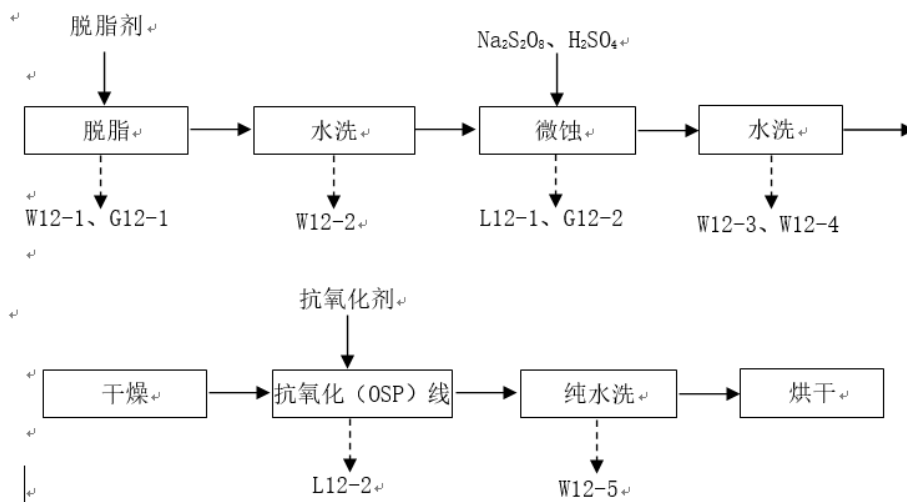 脱脂剂
Na₂S₂O₈、H₂SO₄
脱脂
水洗
微蚀
水洗
W12-1、G12-1
W12-2
L12-1、G12-2
W12-3、W12-4
抗氧化剂
干燥
抗氧化（OSP）线
纯水洗
烘干
L12-2
W12-5